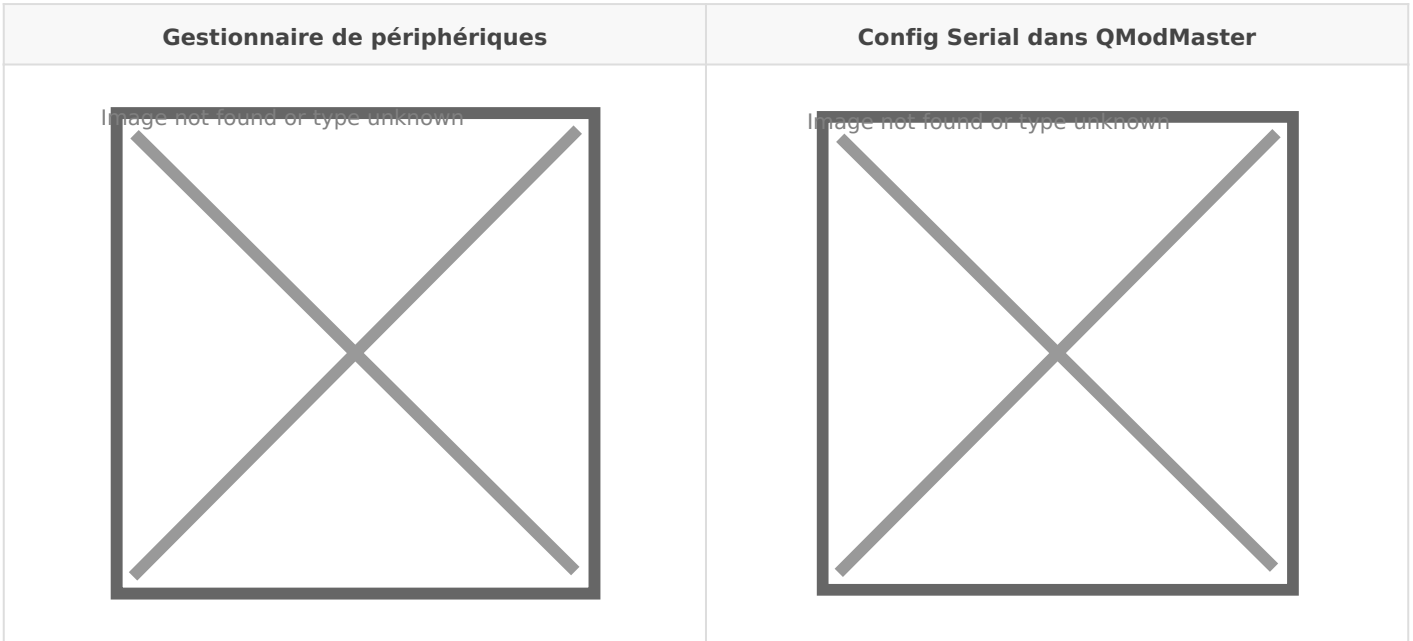 Gestionnaire de périphériques
Config Serial dans QModMaster
Image not found or type unknown
Image not found or type unknown